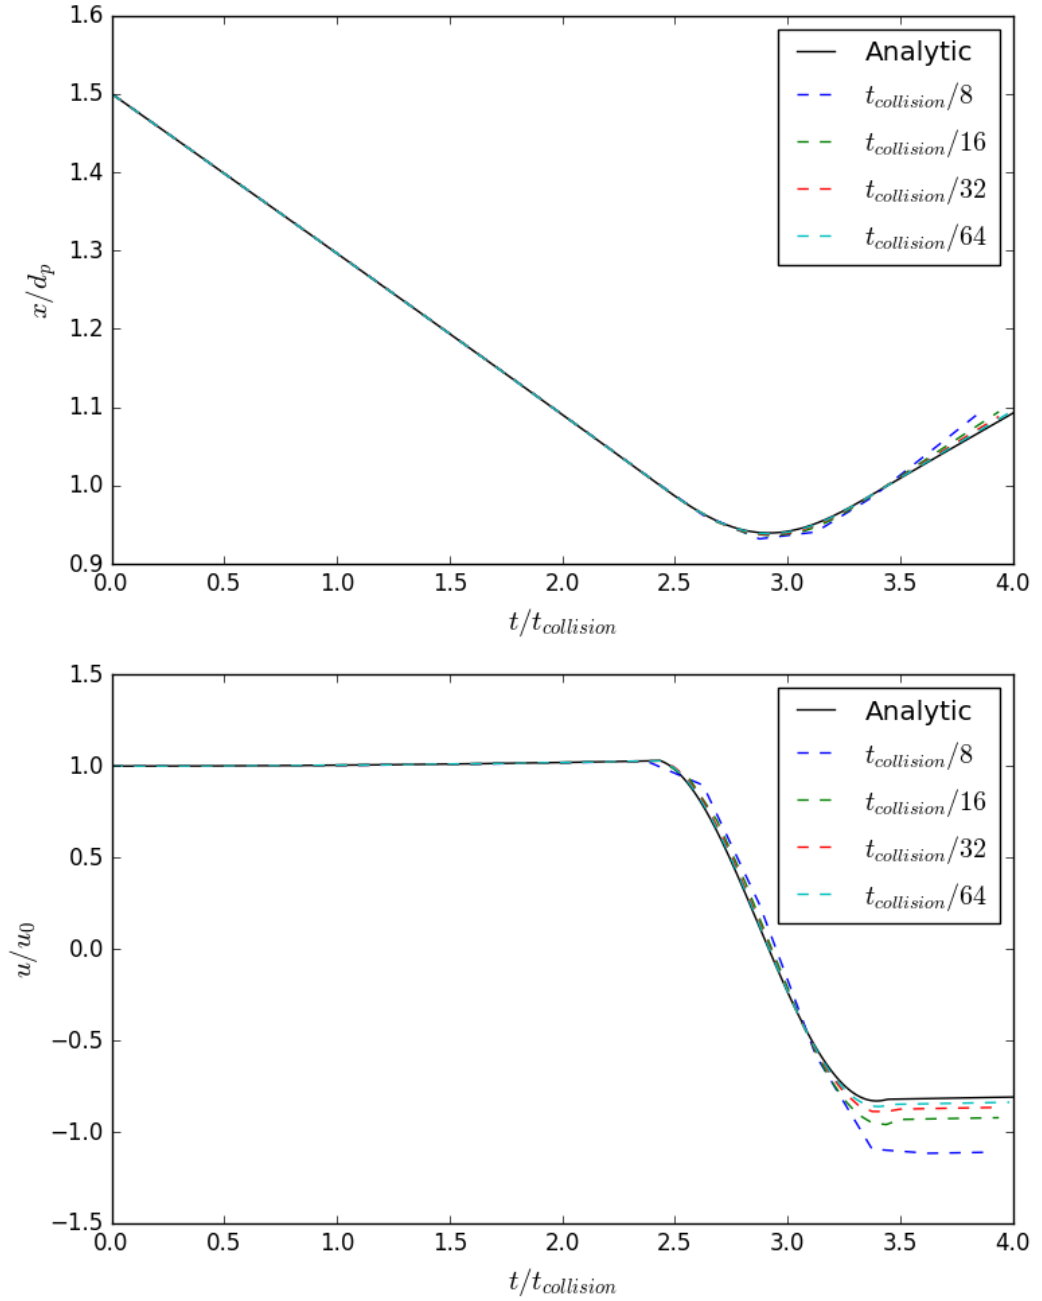 1.6
1.5
1.4
1.3
1.2
1.1
1.0
0.9
x/d_p
0.0 0.5 1.0 1.5 2.0 2.5 3.0 3.5 4.0
t/t_collision
Analytic
t_collision/8
t_collision/16
t_collision/32
t_collision/64
1.5
1.0
0.5
0.0
−0.5
−1.0
−1.5
u/u_0
0.0 0.5 1.0 1.5 2.0 2.5 3.0 3.5 4.0
t/t_collision
Analytic
t_collision/8
t_collision/16
t_collision/32
t_collision/64